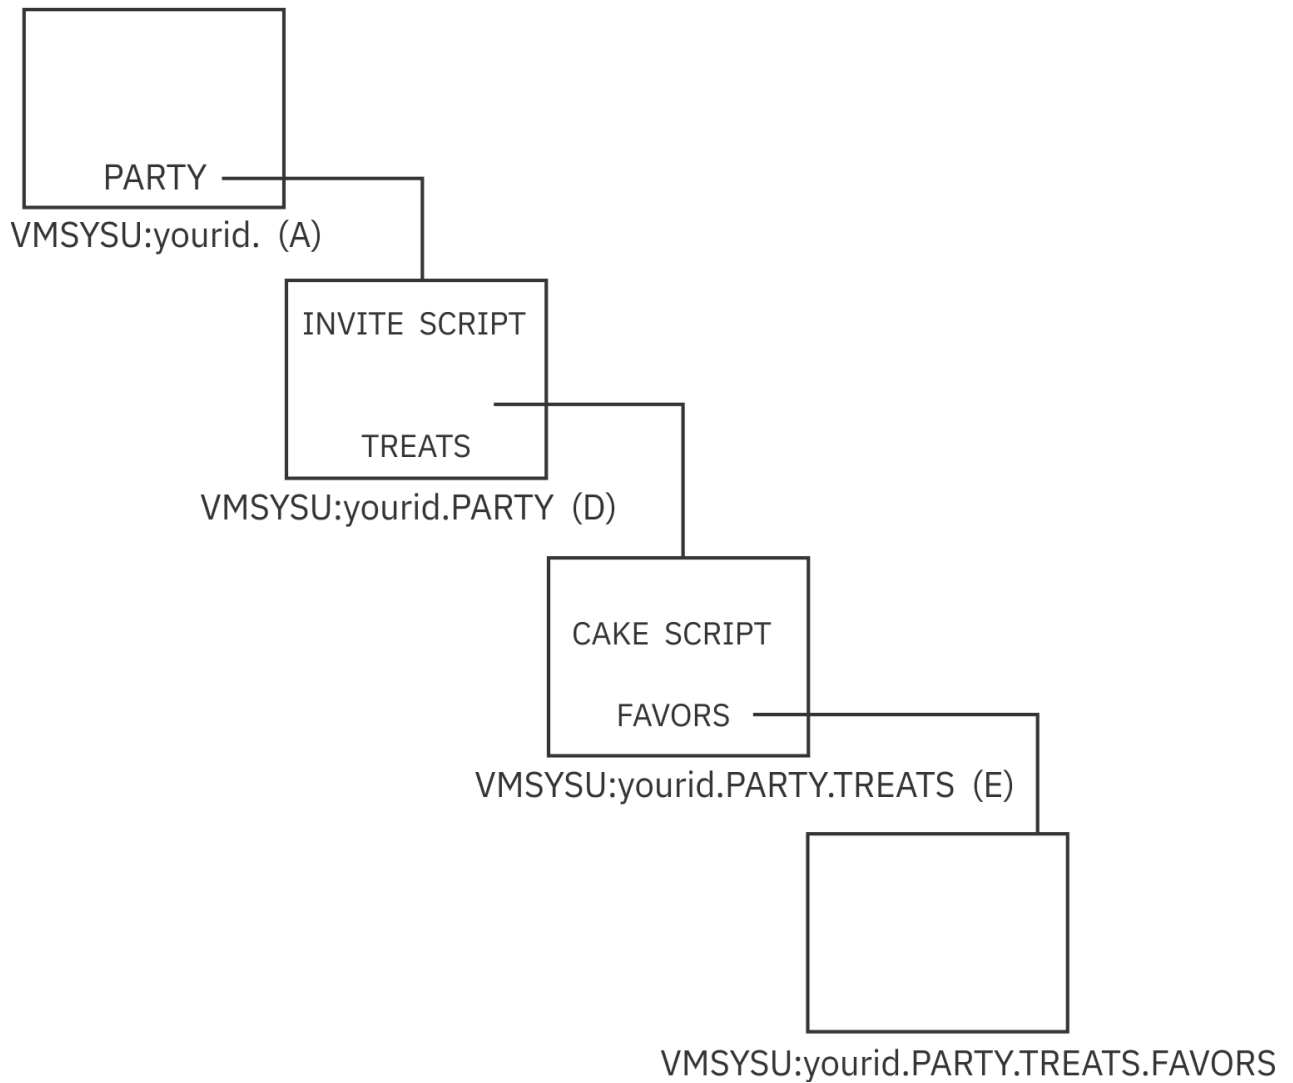 PARTY
VMSYSU:yourid. (A)
INVITE SCRIPT
TREATS
VMSYSU:yourid.PARTY (D)
CAKE SCRIPT
FAVORS
VMSYSU:yourid.PARTY.TREATS (E)
VMSYSU:yourid.PARTY.TREATS.FAVORS